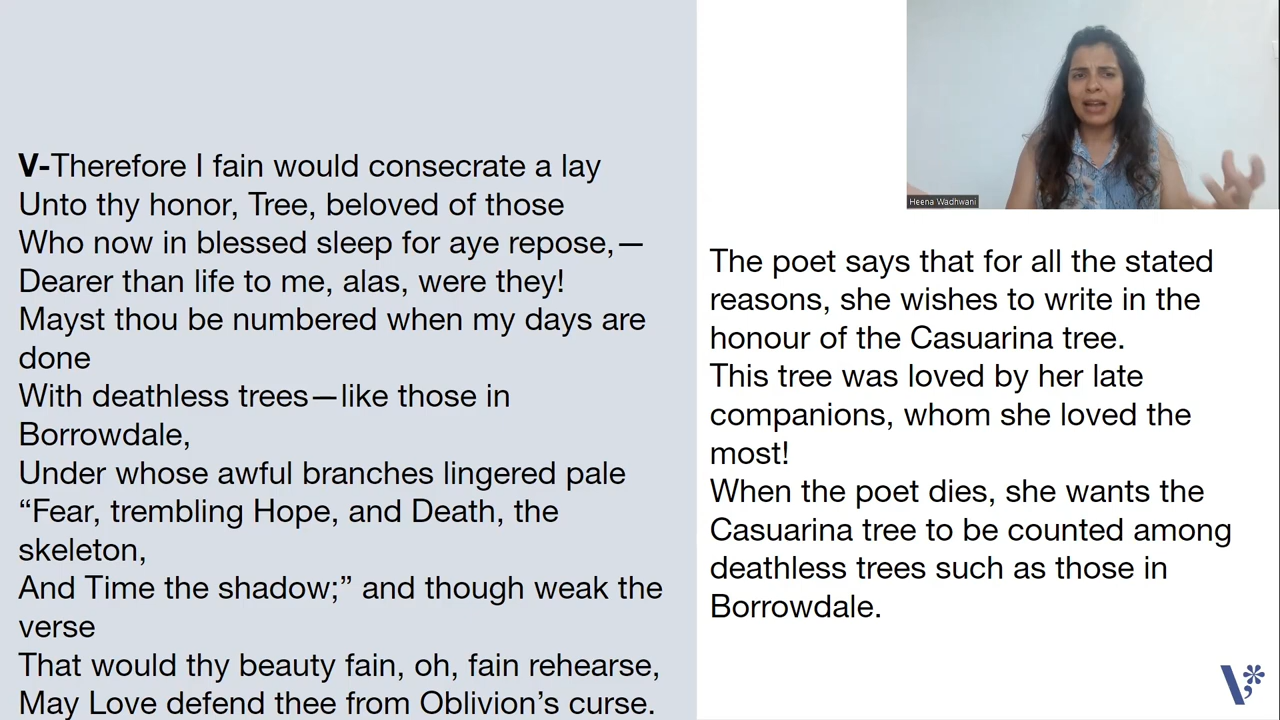 V-Therefore I fain would consecrate a lay
Unto thy honor, Tree, beloved of those
Who now in blessed sleep for aye repose,—
Dearer than life to me, alas, were they!
Mayst thou be numbered when my days are
done
With deathless trees—like those in
Borrowdale,
Under whose awful branches lingered pale
“Fear, trembling Hope, and Death, the
skeleton,
And Time the shadow;” and though weak the
verse
That would thy beauty fain, oh, fain rehearse,
May Love defend thee from Oblivion’s curse.
Heena Wadhwani
The poet says that for all the stated
reasons, she wishes to write in the
honour of the Casuarina tree.
This tree was loved by her late
companions, whom she loved the
most!
When the poet dies, she wants the
Casuarina tree to be counted among
deathless trees such as those in
Borrowdale.